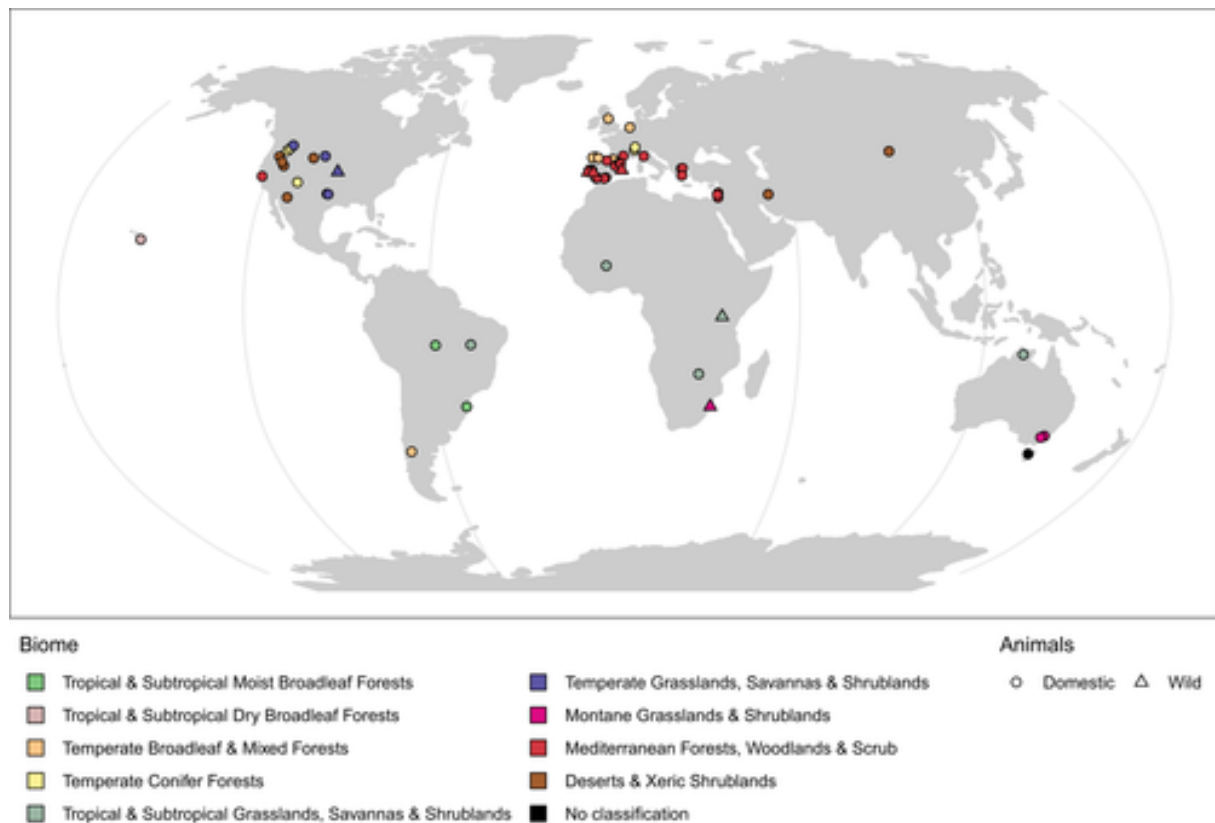 Biome
Tropical & Subtropical Moist Broadleaf Forests
Tropical & Subtropical Dry Broadleaf Forests
Temperate Broadleaf & Mixed Forests
Temperate Conifer Forests
Tropical & Subtropical Grasslands, Savannas & Shrublands
Temperate Grasslands, Savannas & Shrublands
Montane Grasslands & Shrublands
Mediterranean Forests, Woodlands & Scrub
Deserts & Xeric Shrublands
No classification
Animals
Domestic
Wild